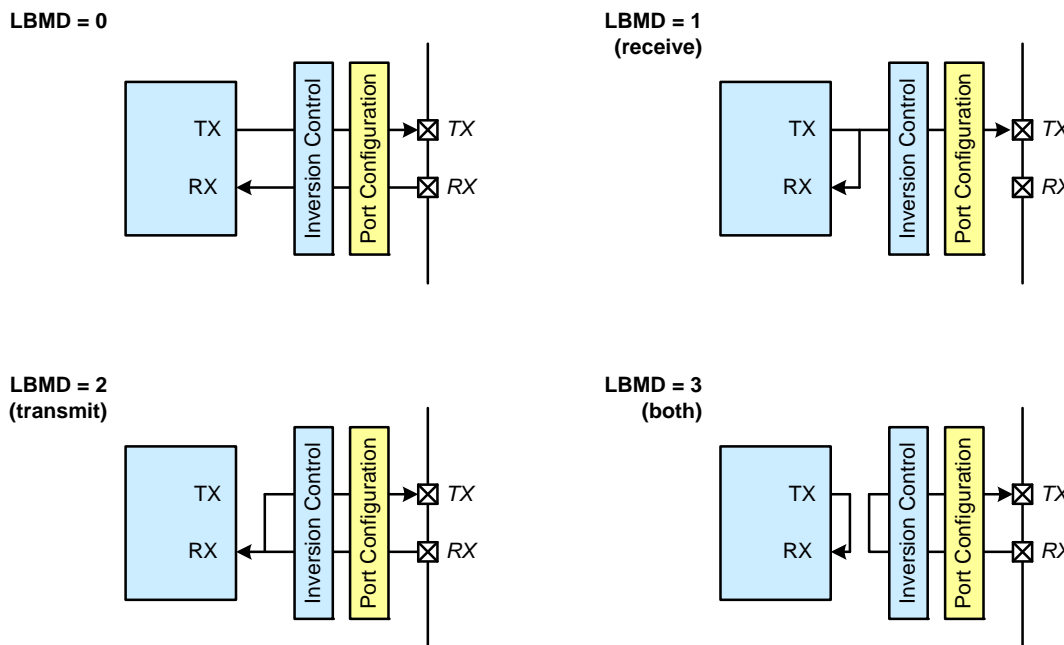 LBMD = 0
TX
RX
Inversion Control
Port Configuration
TX
RX
LBMD = 1
(receive)
TX
RX
Inversion Control
Port Configuration
TX
RX
LBMD = 2
(transmit)
TX
RX
Inversion Control
Port Configuration
TX
RX
LBMD = 3
(both)
TX
RX
Inversion Control
Port Configuration
TX
RX